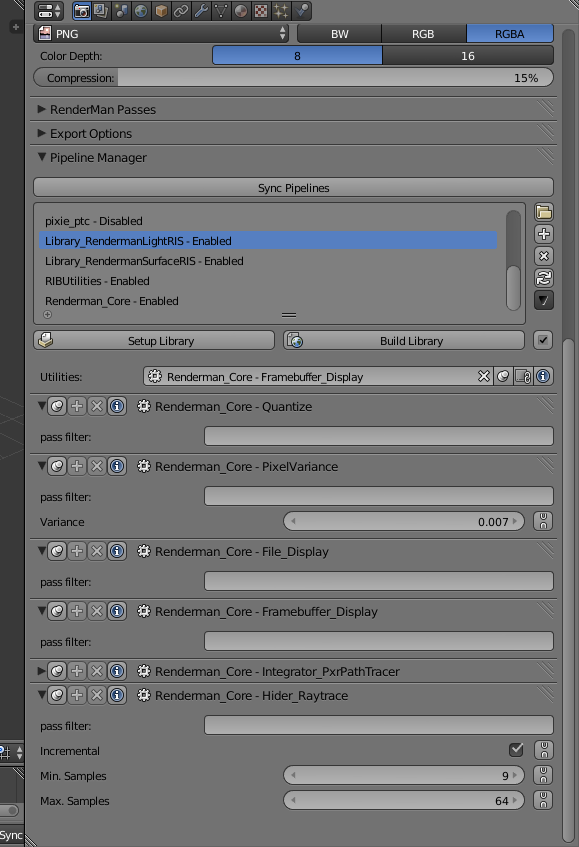 PNG BW RGB RGBA
Color Depth: 8 16
Compression: 15%
RenderMan Passes
Export Options
Pipeline Manager
Sync Pipelines
pixie_ptc - Disabled
Library_RendermanLightRIS - Enabled
Library_RendermanSurfaceRIS - Enabled
RIBUtilities - Enabled
Renderman_Core - Enabled
Setup Library Build Library
Utilities: Renderman_Core - Framebuffer_Display
Renderman_Core - Quantize
pass filter:
Renderman_Core - PixelVariance
pass filter:
Variance 0.007
Renderman_Core - File_Display
pass filter:
Renderman_Core - Framebuffer_Display
pass filter:
Renderman_Core - Integrator_PxrPathTracer
Renderman_Core - Hider_Raytrace
pass filter:
Incremental
Min. Samples 9
Max. Samples 64
Sync